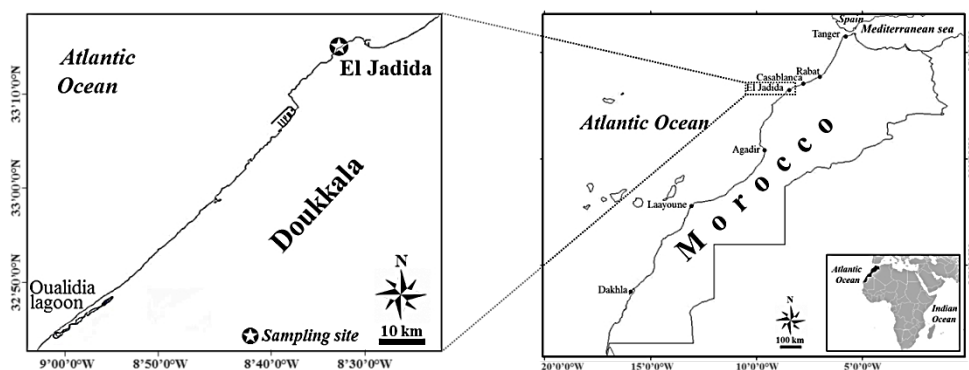 Atlantic
Ocean
El Jadida
Doukkala
Oualidia
lagoon
N
10 km
Sampling site
33°10'0"N
33°00'0"N
32°50'0"N
9°00'0"W
8°50'0"W
8°40'0"W
8°30'0"W
Spain
Mediterranean sea
Tanger
Rabat
Casablanca
El Jadida
Atlantic Ocean
Agadir
Morocco
Laayoune
Dakhla
N
100 km
Atlantic
Ocean
Indian
Ocean
20°0'0"W
15°0'0"W
10°0'0"W
5°0'0"W